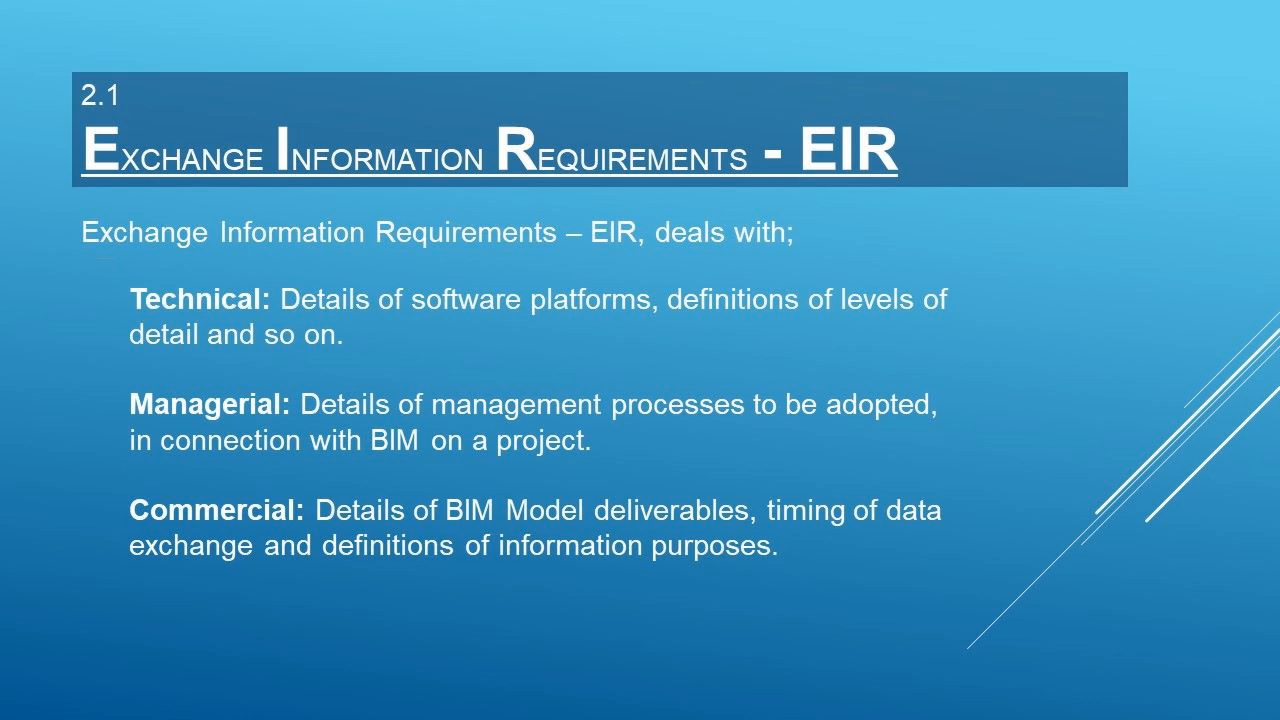 2.1
EXCHANGE INFORMATION REQUIREMENTS - EIR
Exchange Information Requirements – EIR, deals with;
Technical: Details of software platforms, definitions of levels of
detail and so on.
Managerial: Details of management processes to be adopted,
in connection with BIM on a project.
Commercial: Details of BIM Model deliverables, timing of data
exchange and definitions of information purposes.